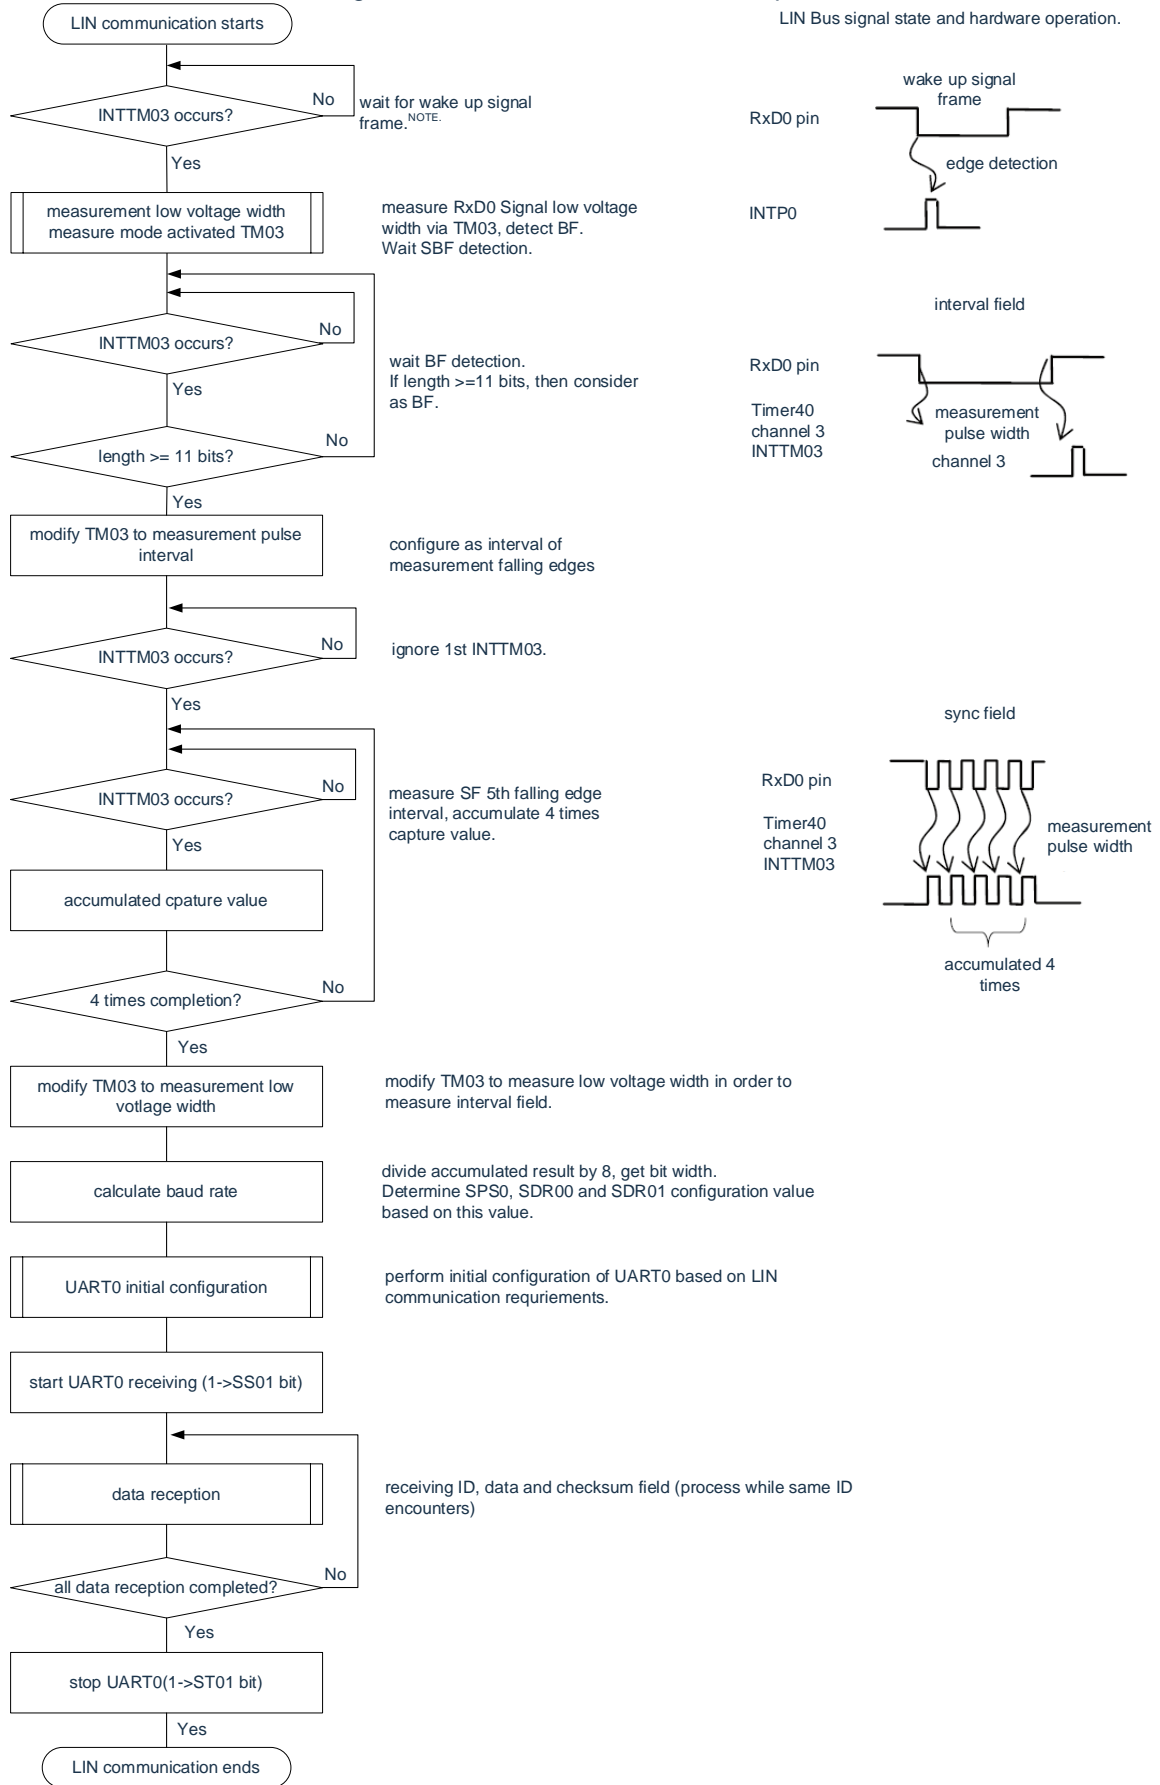 LIN communication starts
LIN Bus signal state and hardware operation.
INTTM03 occurs?
No
wait for wake up signal
frame.NOTE.
Yes
RxD0 pin
wake up signal
frame
edge detection
INTP0
measurement low voltage width
measure mode activated TM03
measure RxD0 Signal low voltage
width via TM03, detect BF.
Wait SBF detection.
INTTM03 occurs?
No
Yes
wait BF detection.
If length >=11 bits, then consider
as BF.
length >= 11 bits?
No
Yes
interval field
RxD0 pin
Timer40
channel 3
INTTM03
measurement
pulse width
channel 3
modify TM03 to measurement pulse
interval
configure as interval of
measurement falling edges
INTTM03 occurs?
No
ignore 1st INTTM03.
Yes
INTTM03 occurs?
No
measure SF 5th falling edge
interval, accumulate 4 times
capture value.
Yes
sync field
RxD0 pin
Timer40
channel 3
INTTM03
measurement
pulse width
accumulated 4
times
accumulated cpature value
4 times completion?
No
Yes
modify TM03 to measurement low
votlage width
modify TM03 to measure low voltage width in order to
measure interval field.
calculate baud rate
divide accumulated result by 8, get bit width.
Determine SPS0, SDR00 and SDR01 configuration value
based on this value.
UART0 initial configuration
perform initial configuration of UART0 based on LIN
communication requriements.
start UART0 receiving (1->SS01 bit)
data reception
receiving ID, data and checksum field (process while same ID
encounters)
all data reception completed?
No
Yes
stop UART0(1->ST01 bit)
Yes
LIN communication ends